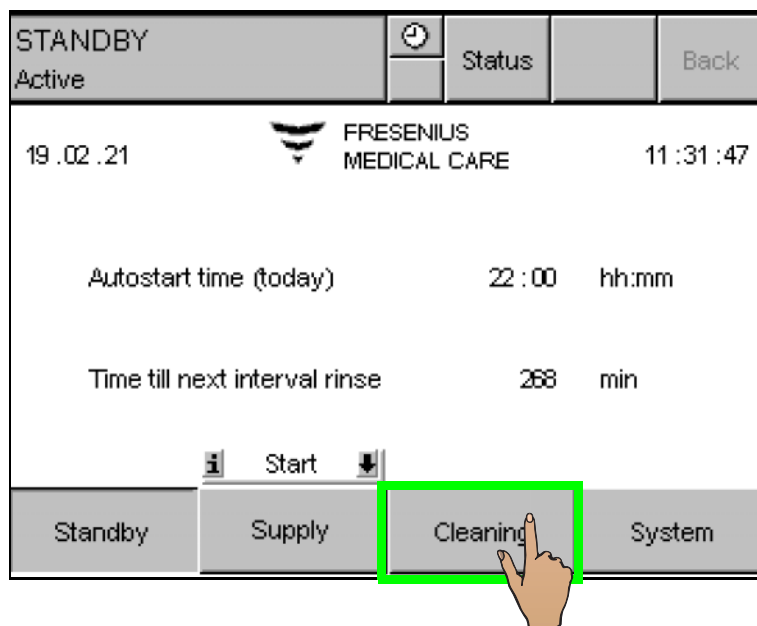 STANDBY
Active
Status
Back
19.02.21
FRESENIUS
MEDICAL CARE
11:31:47
Autostart time (today) 22:00 hh:mm
Time till next interval rinse 268 min
i Start
Standby Supply Cleaning System